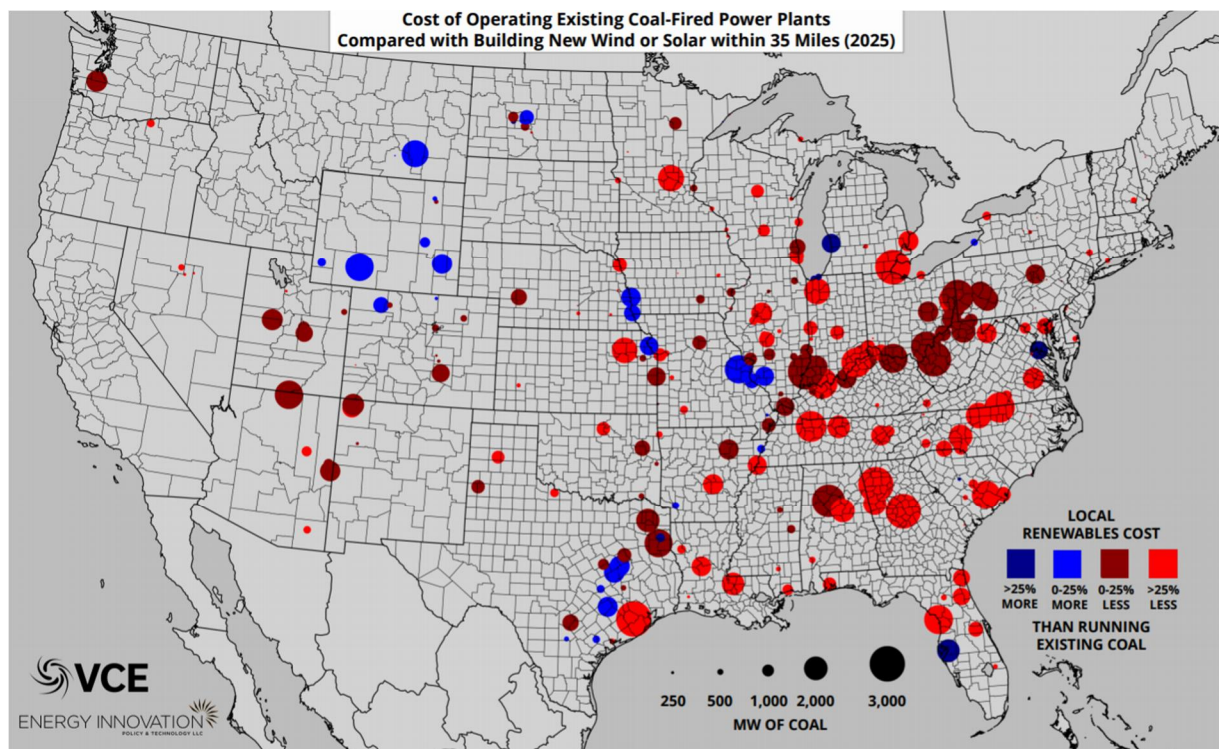 Cost of Operating Existing Coal-Fired Power Plants
Compared with Building New Wind or Solar within 35 Miles (2025)
LOCAL
RENEWABLES COST
>25% 0-25% 0-25% >25%
MORE MORE LESS LESS
THAN RUNNING
EXISTING COAL
250 500 1,000 2,000 3,000
MW OF COAL
VCE
ENERGY INNOVATION
POLICY & TECHNOLOGY LLC